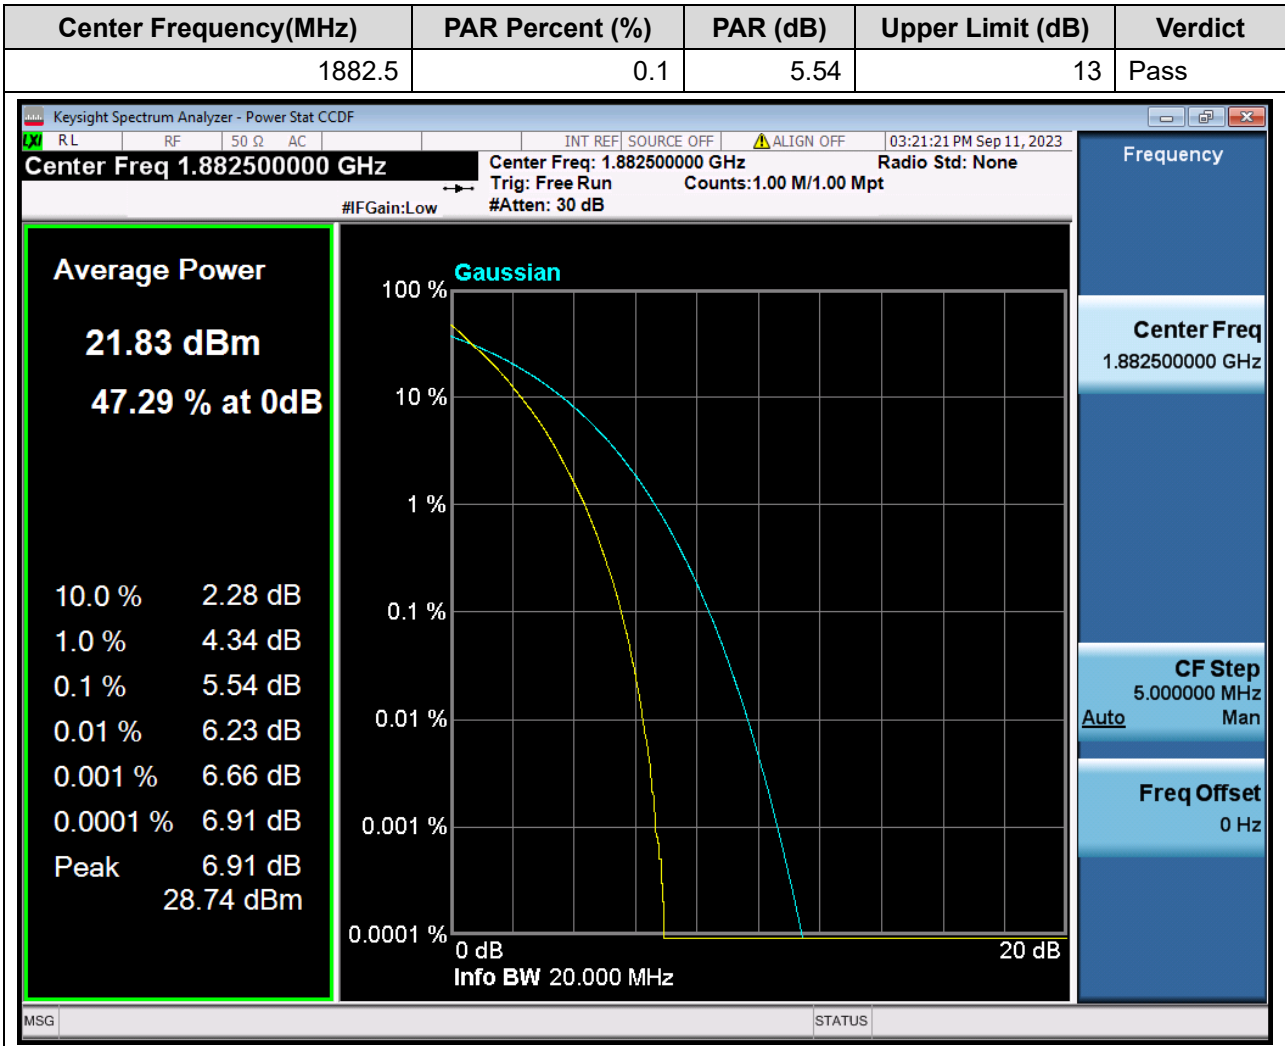 Center Frequency(MHz) PAR Percent (%) PAR (dB) Upper Limit (dB) Verdict
1882.5 0.1 5.54 13 Pass
Keysight Spectrum Analyzer - Power Stat CCDF
LXI RL RF 50 Ω AC INT REF SOURCE OFF ALIGN OFF 03:21:21 PM Sep 11, 2023
Center Freq 1.882500000 GHz
#IFGain:Low
Center Freq: 1.882500000 GHz Radio Std: None
Trig: Free Run Counts:1.00 M/1.00 Mpt
#Atten: 30 dB
Average Power
21.83 dBm
47.29 % at 0dB
10.0 % 2.28 dB
1.0 % 4.34 dB
0.1 % 5.54 dB
0.01 % 6.23 dB
0.001 % 6.66 dB
0.0001 % 6.91 dB
Peak 6.91 dB
28.74 dBm
Gaussian
100 %
10 %
1 %
0.1 %
0.01 %
0.001 %
0.0001 %
0 dB 20 dB
Info BW 20.000 MHz
Frequency
Center Freq
1.882500000 GHz
CF Step
5.000000 MHz
Auto Man
Freq Offset
0 Hz
MSG STATUS